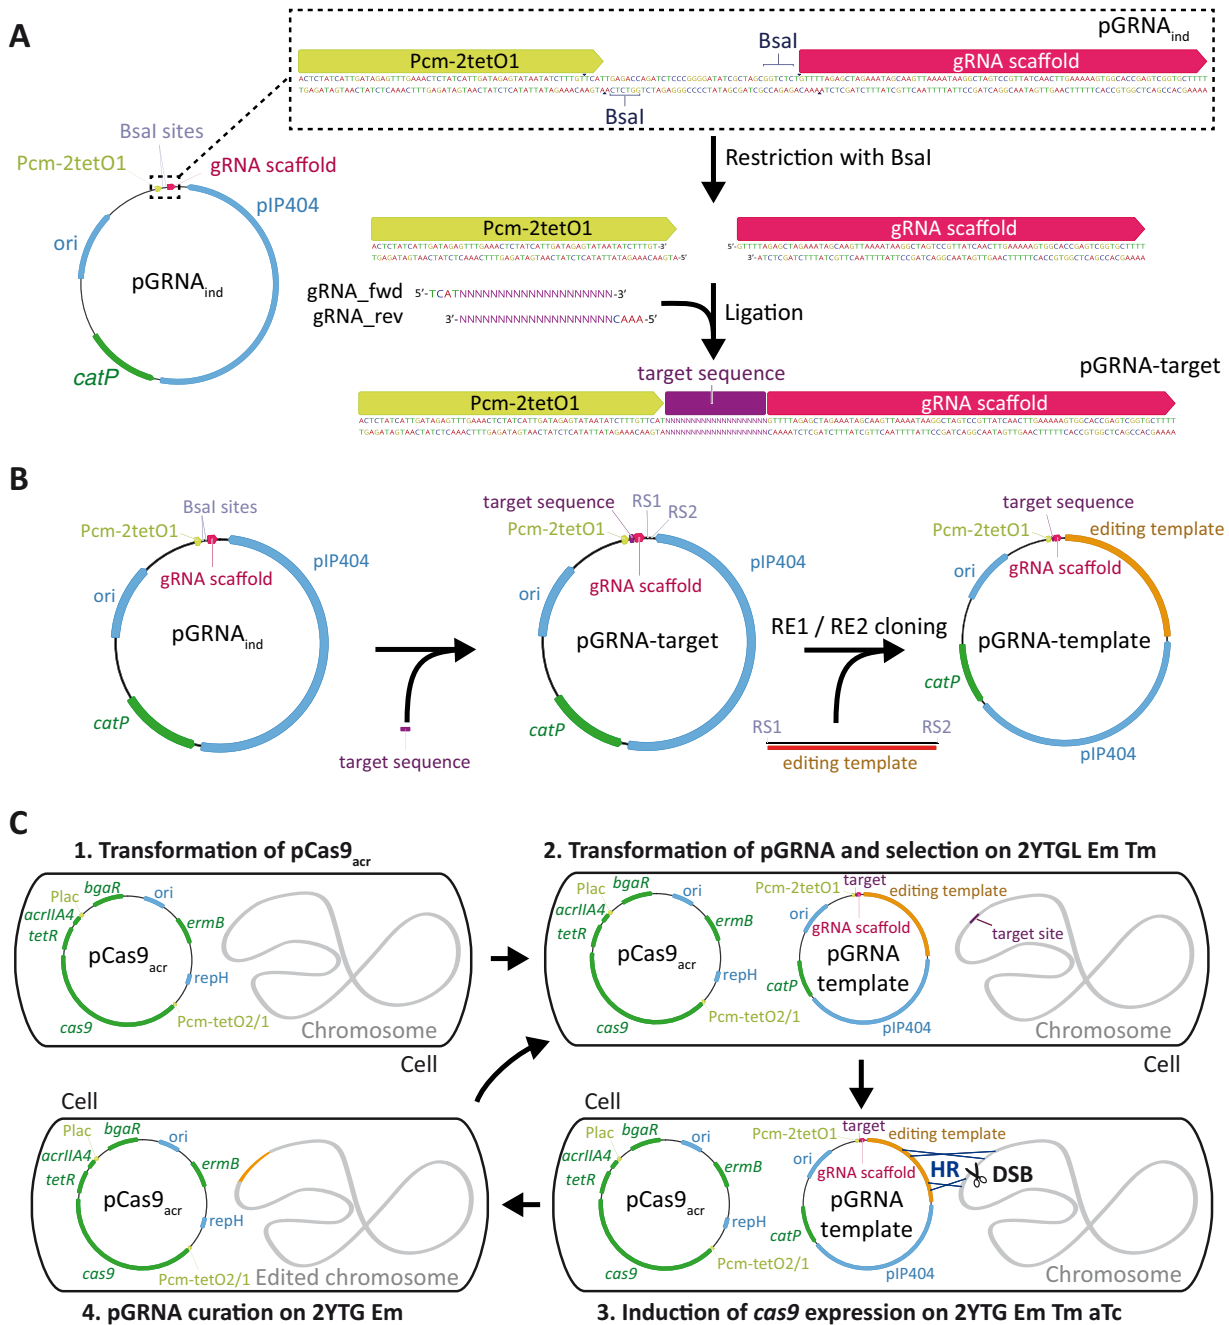 A
pGRNAind
BsaI
Pcm-2tetO1
gRNA scaffold
BsaI
BsaI sites
Pcm-2tetO1
gRNA scaffold
pIP404
ori
pGRNAind
catP
Restriction with BsaI
Pcm-2tetO1
gRNA scaffold
gRNA_fwd 5'-TCATNNNNNNNNNNNNNNNNNNNN-3'
gRNA_rev 3'-NNNNNNNNNNNNNNNNNNNNCAAA-5'
Ligation
pGRNA-target
target sequence
Pcm-2tetO1
gRNA scaffold
B
BsaI sites
Pcm-2tetO1
gRNA scaffold
pIP404
ori
pGRNAind
catP
target sequence
target sequence
RS1
RS2
Pcm-2tetO1
gRNA scaffold
pIP404
ori
pGRNA-target
catP
RE1 / RE2 cloning
RS1
RS2
editing template
target sequence
Pcm-2tetO1
editing template
gRNA scaffold
ori
pGRNA-template
catP
pIP404
C
1. Transformation of pCas9acr
Plac
bgaR
ori
acrIIA4
ermB
tetR
pCas9acr
repH
cas9
Pcm-tetO2/1
Chromosome
Cell
2. Transformation of pGRNA and selection on 2YTGL Em Tm
Plac
bgaR
ori
acrIIA4
ermB
tetR
pCas9acr
repH
cas9
Pcm-tetO2/1
target
Pcm-2tetO1
editing template
ori
gRNA scaffold
pGRNA
template
catP
pIP404
target site
Chromosome
Cell
Cell
Plac
bgaR
ori
acrIIA4
ermB
tetR
pCas9acr
repH
cas9
Pcm-tetO2/1
target
Pcm-2tetO1
editing template
ori
gRNA scaffold
HR
DSB
pGRNA
template
catP
pIP404
Chromosome
3. Induction of cas9 expression on 2YTG Em Tm aTc
Cell
Plac
bgaR
ori
acrIIA4
ermB
tetR
pCas9acr
repH
cas9
Pcm-tetO2/1
Edited chromosome
4. pGRNA curation on 2YTG Em